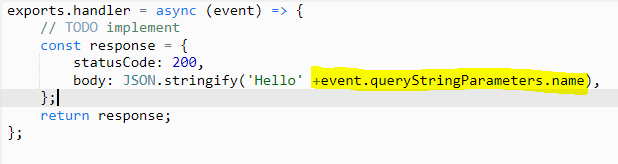 exports.handler = async (event) => {
    // TODO implement
    const response = {
        statusCode: 200,
        body: JSON.stringify('Hello' +event.queryStringParameters.name),
    };
    return response;
};